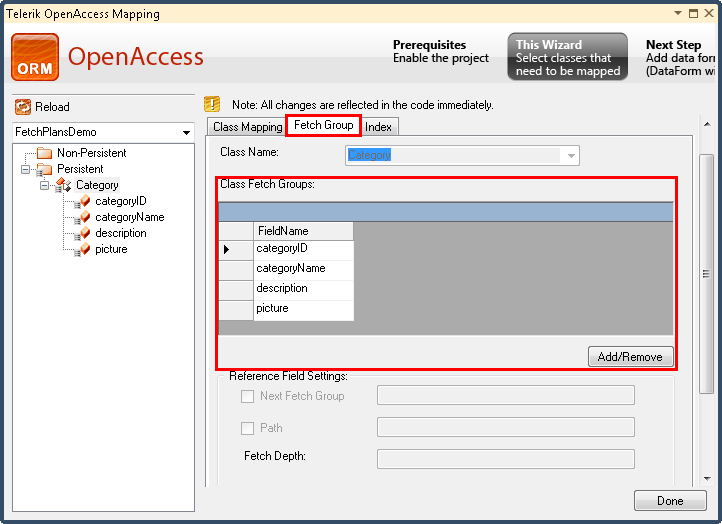 Telerik OpenAccess Mapping
ORM
OpenAccess
Prerequisites
Enable the project
This Wizard
Select classes that
need to be mapped
Next Step
Add data for
(DataForm wi
Reload
FetchPlansDemo
Non-Persistent
Persistent
Category
categoryID
categoryName
description
picture
Note: All changes are reflected in the code immediately.
Class Mapping
Fetch Group
Index
Class Name:
Category
Class Fetch Groups:
FieldName
categoryID
categoryName
description
picture
Add/Remove
Reference Field Settings:
Next Fetch Group
Path
Fetch Depth:
Done